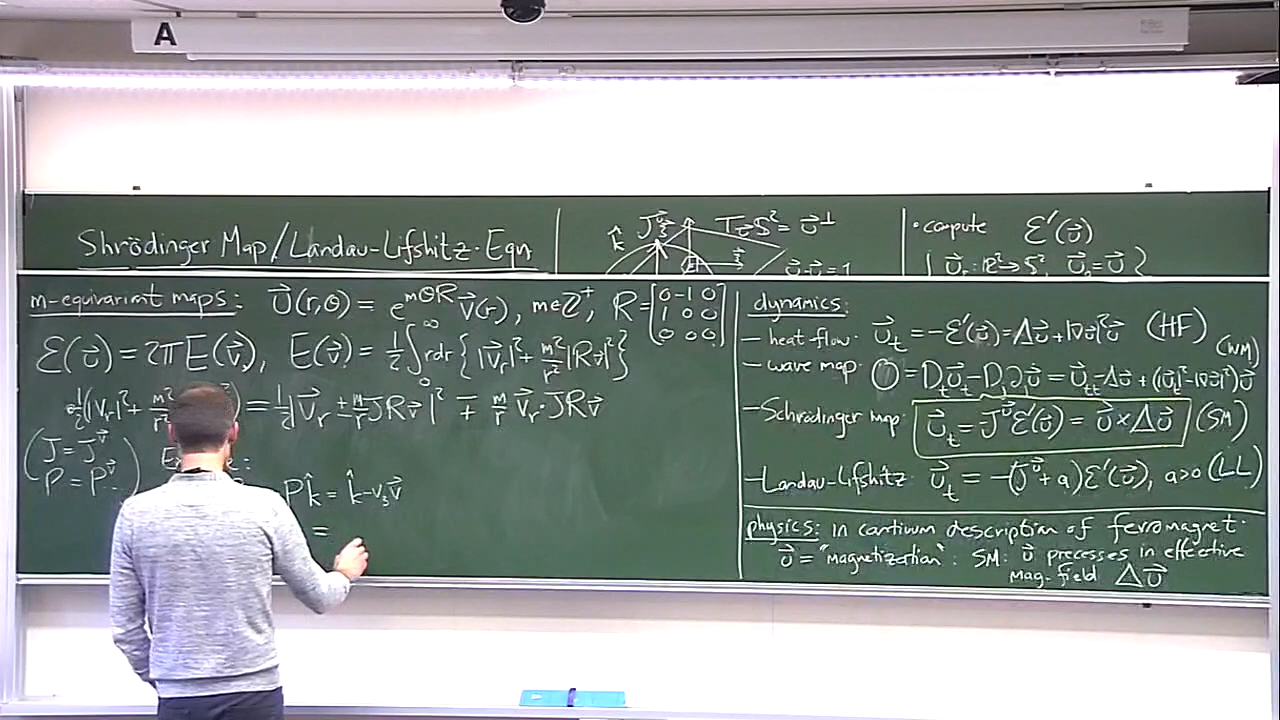 A
Shrödinger Map/Landau-Lifshitz Eqn
k̂ J^u⃗ ξ⃗ T_u⃗ S² = u⃗^⊥
ξ⃗
u⃗·u⃗=1
• compute ℰ'(u⃗)
m-equivariant maps: u⃗(r,θ) = e^{mθR} v⃗(r), m∈ℤ⁺, R = [0 -1 0; 1 0 0; 0 0 0]
ℰ(u⃗) = 2π E(v⃗), E(v⃗) = ½∫₀^∞ rdr { |v⃗_r|² + m²/r² |Rv⃗|² }
= ½|v⃗_r ± m/r JRv⃗|² ∓ m/r v⃗_r · JRv⃗
(J = J^v⃗
P = P^v⃗)
Pk̂ = k̂ - v₃v⃗
=
dynamics:
— heat-flow: u⃗_t = -ℰ'(u⃗) = Δu⃗ + |∇u⃗|²u⃗ (HF)
— wave map: 0⃗ = D_t u⃗_t - D_j ∂_j u⃗ = u⃗_tt - Δu⃗ + (|u⃗_t|² - |∇u⃗|²)u⃗ (WM)
— Schrödinger map: u⃗_t = J^u⃗ ℰ'(u⃗) = u⃗ × Δu⃗ (SM)
— Landau-Lifshitz u⃗_t = -(J^u⃗ + a)ℰ'(u⃗), a>0 (LL)
physics: in contiuum description of ferromagnet.
u⃗ = "magnetization": SM: u⃗ precesses in effective
mag. field Δu⃗